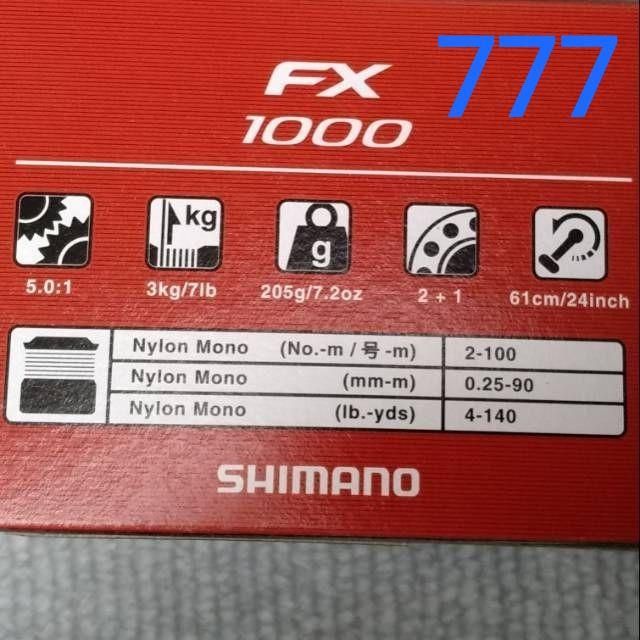 777
FX
1000
kg
g
5.0:1 3kg/7lb 205g/7.2oz 2 + 1 61cm/24inch
Nylon Mono (No.-m / 号 -m) 2-100
Nylon Mono (mm-m) 0.25-90
Nylon Mono (lb.-yds) 4-140
SHIMANO